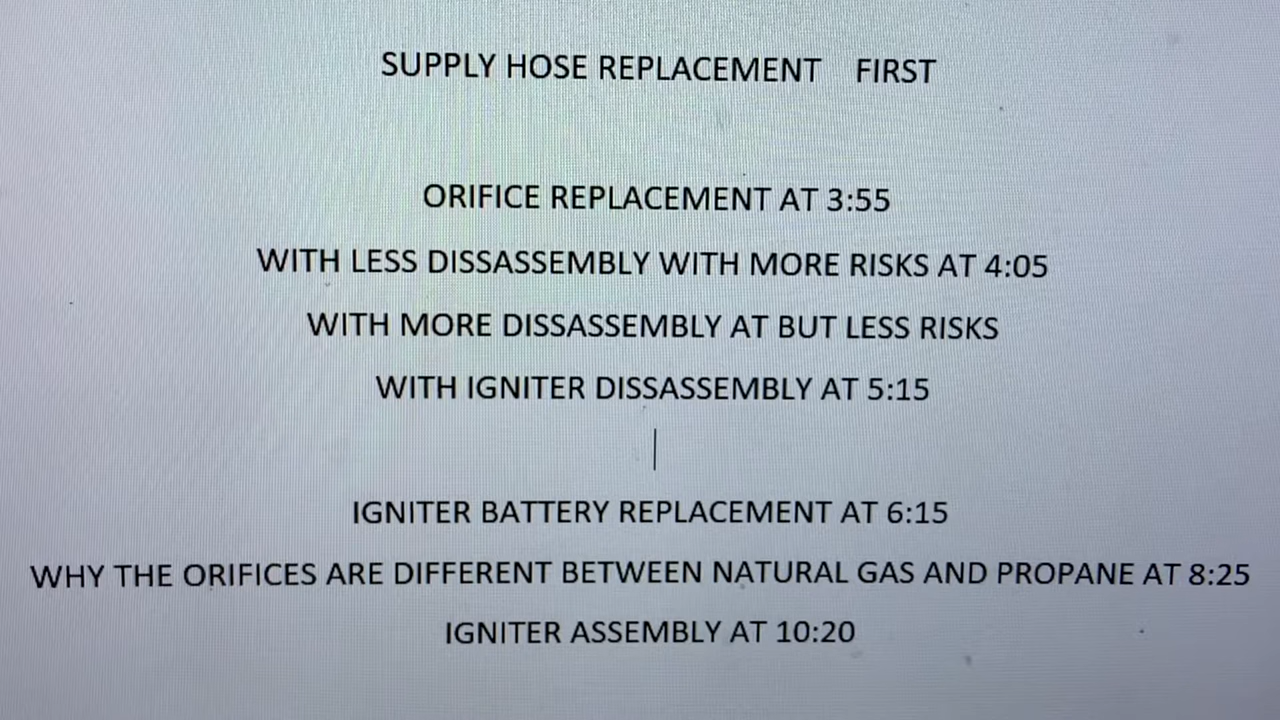 SUPPLY HOSE REPLACEMENT FIRST
ORIFICE REPLACEMENT AT 3:55
WITH LESS DISSASSEMBLY WITH MORE RISKS AT 4:05
WITH MORE DISSASSEMBLY AT BUT LESS RISKS
WITH IGNITER DISSASSEMBLY AT 5:15
IGNITER BATTERY REPLACEMENT AT 6:15
WHY THE ORIFICES ARE DIFFERENT BETWEEN NATURAL GAS AND PROPANE AT 8:25
IGNITER ASSEMBLY AT 10:20